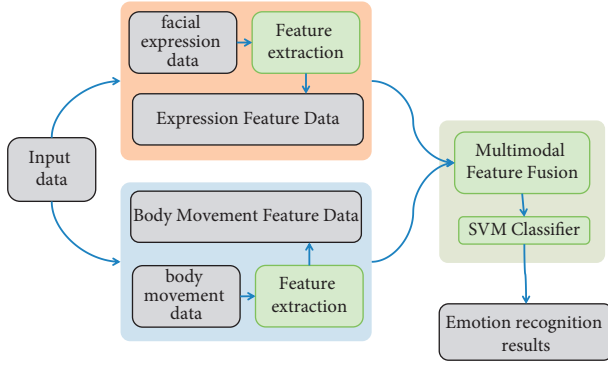 facial
expression
data
Feature
extraction
Expression Feature Data
Input
data
Body Movement Feature Data
body
movement
data
Feature
extraction
Multimodal
Feature Fusion
SVM Classifier
Emotion recognition
results